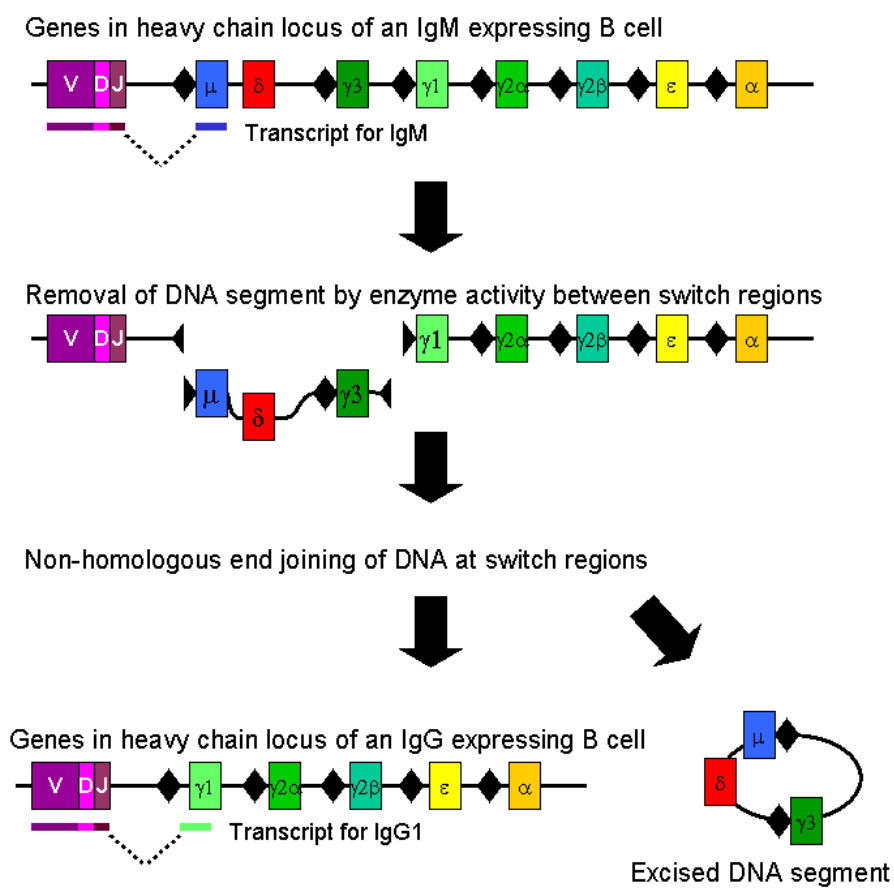 Genes in heavy chain locus of an IgM expressing B cell
V D J μ δ γ3 γ1 γ2α γ2β ε α
Transcript for IgM
Removal of DNA segment by enzyme activity between switch regions
V D J γ1 γ2α γ2β ε α
μ δ γ3
Non-homologous end joining of DNA at switch regions
Genes in heavy chain locus of an IgG expressing B cell
V D J γ1 γ2α γ2β ε α
Transcript for IgG1
μ
δ
γ3
Excised DNA segment